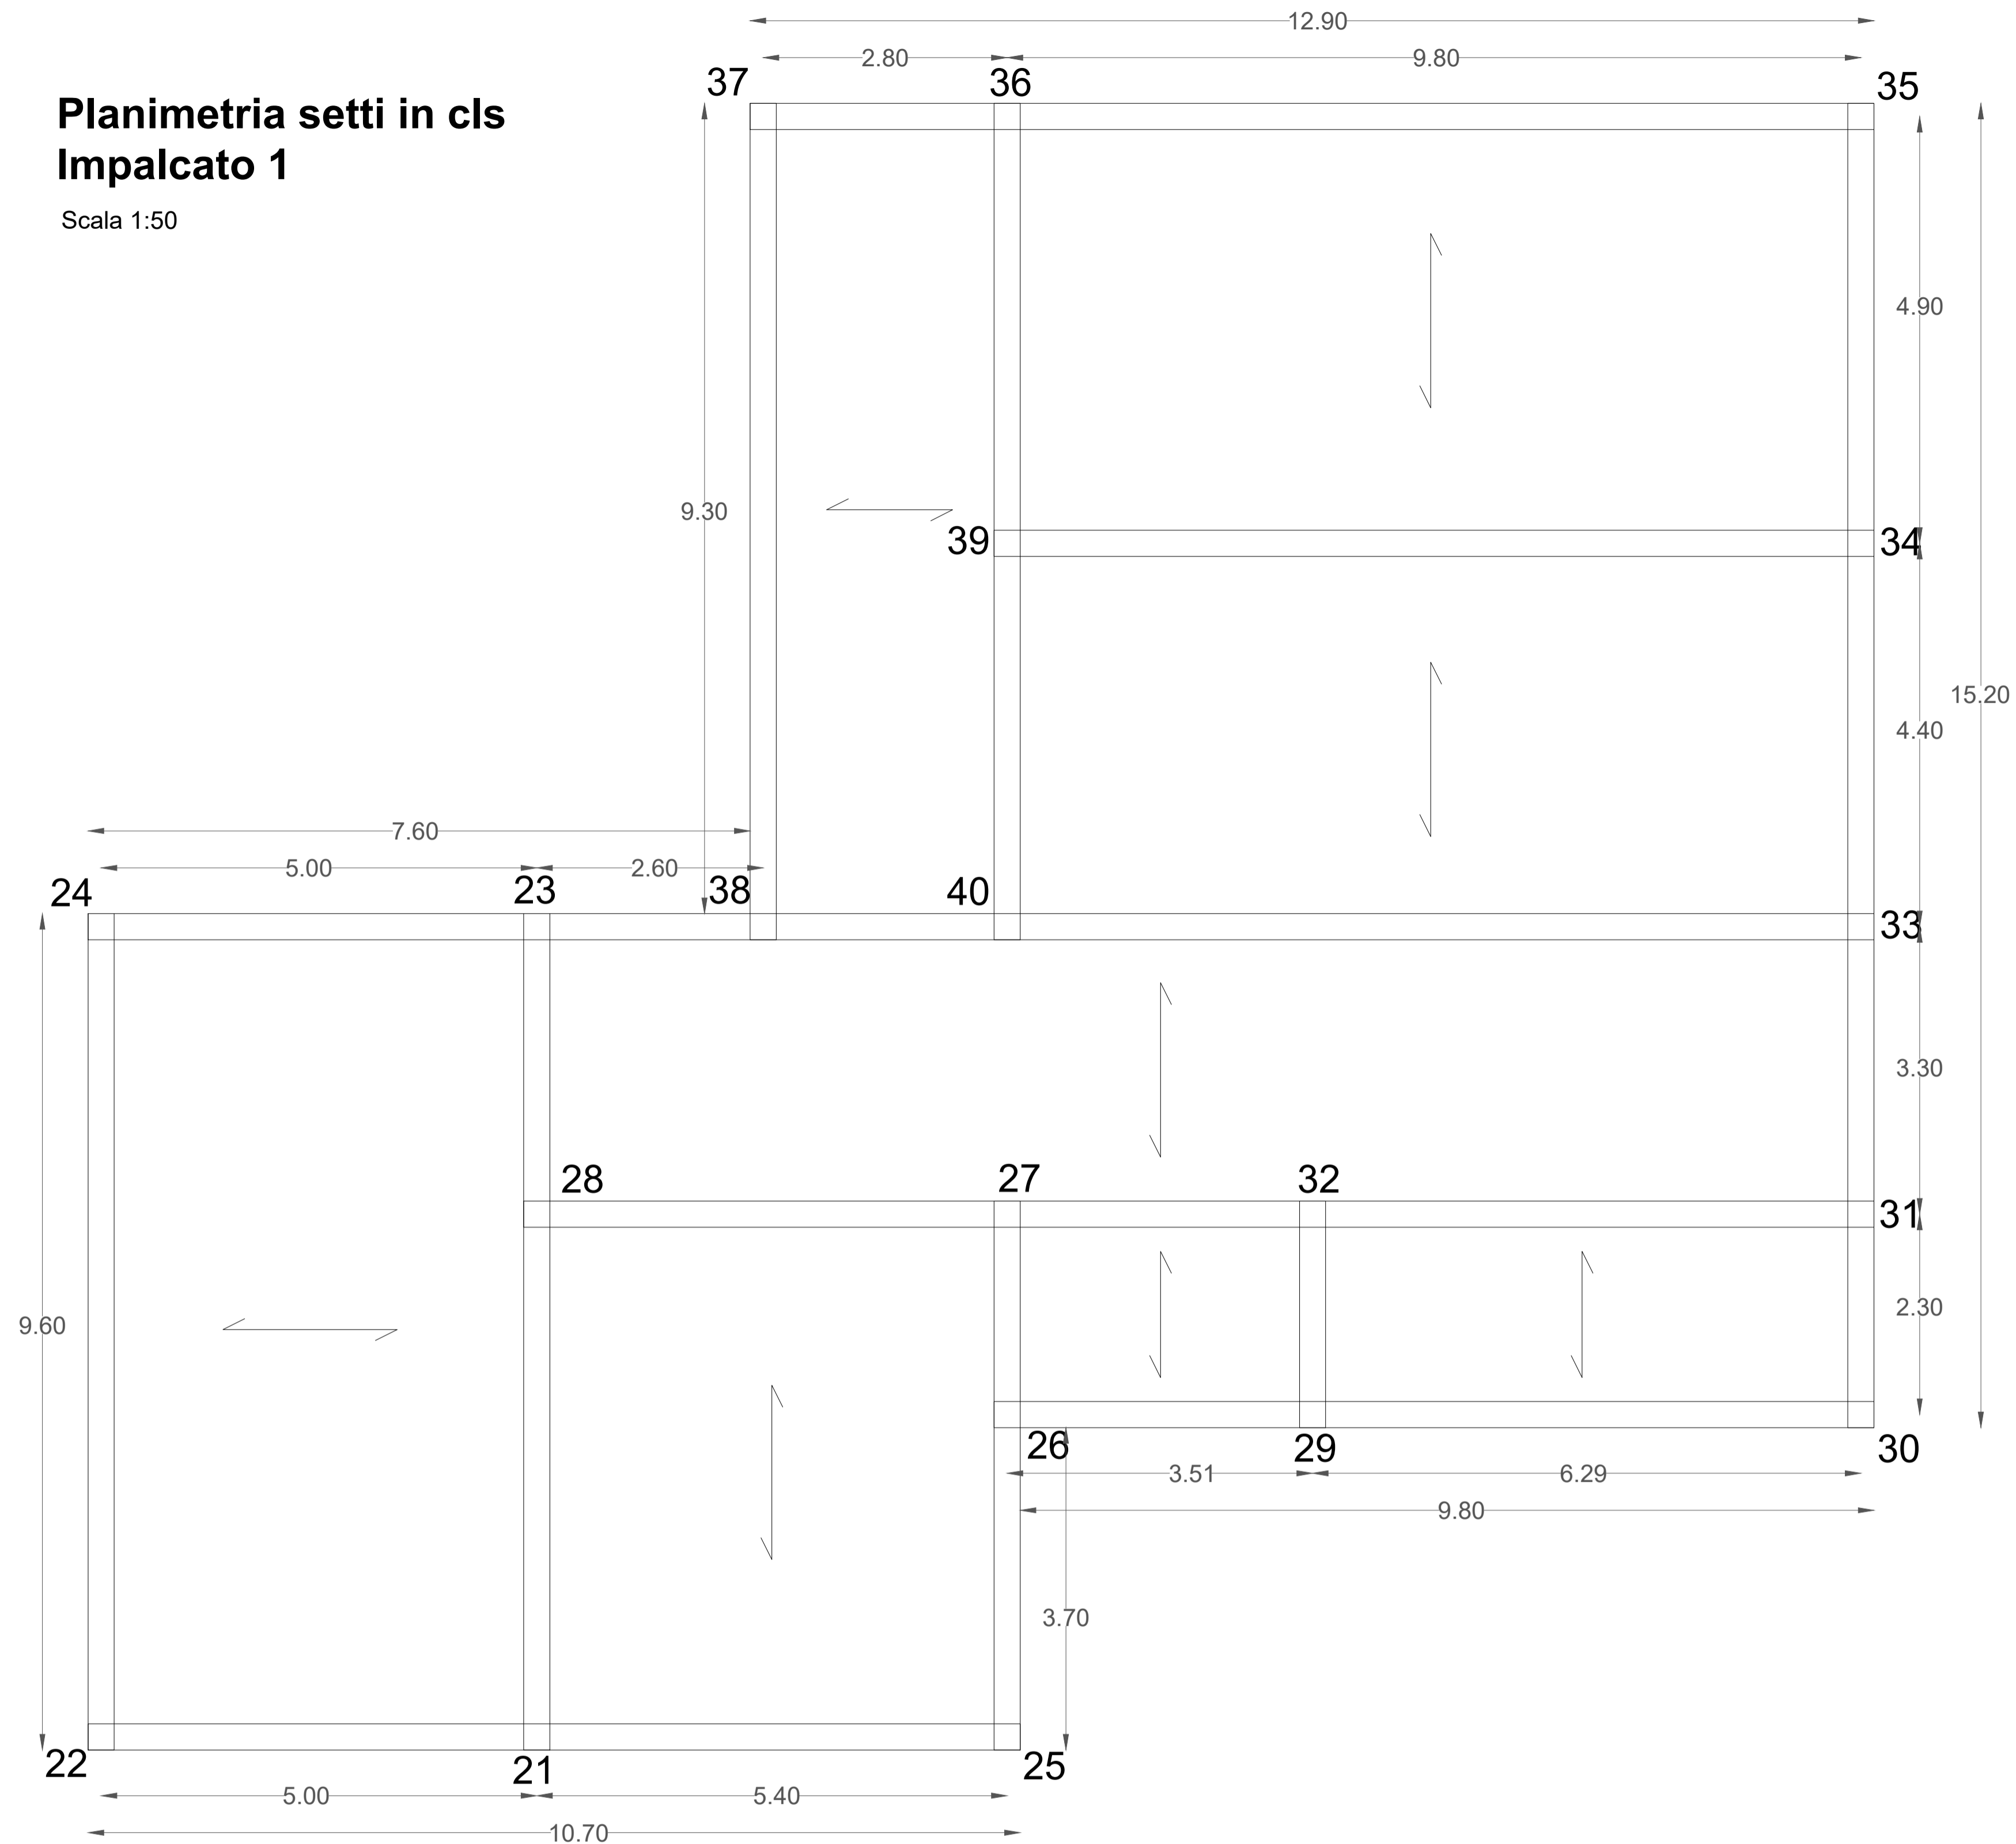 12.90
2.80 9.80
37 36 35
Planimetria setti in cls
Impalcato 1
Scala 1:50
4.90
9.30
39 34
15.20
4.40
7.60
5.00 2.60
24 23 38 40 33
3.30
28 27 32 31
2.30
9.60
26 29 30
3.51 6.29
9.80
3.70
22 21 25
5.00 5.40
10.70